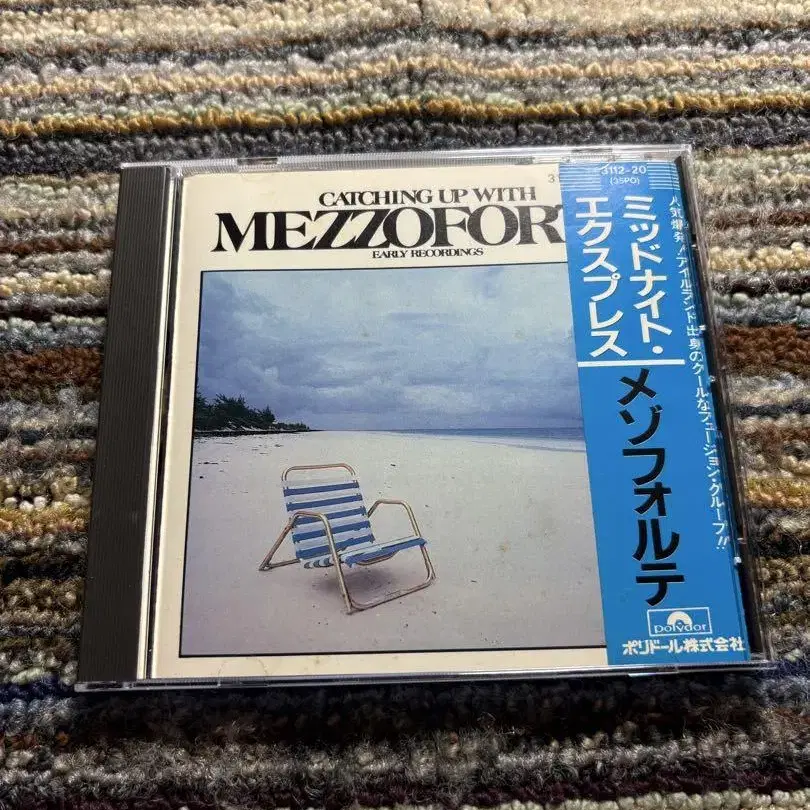 CATCHING UP WITH
MEZZOFOR
EARLY RECORDINGS
3112-20
(35PO)
人気爆発!アイルランド出身のクールなフュージョン・グループ!!
ミッドナイト・
エクスプレス
メゾフォルテ
polydor
ポリドール株式会社